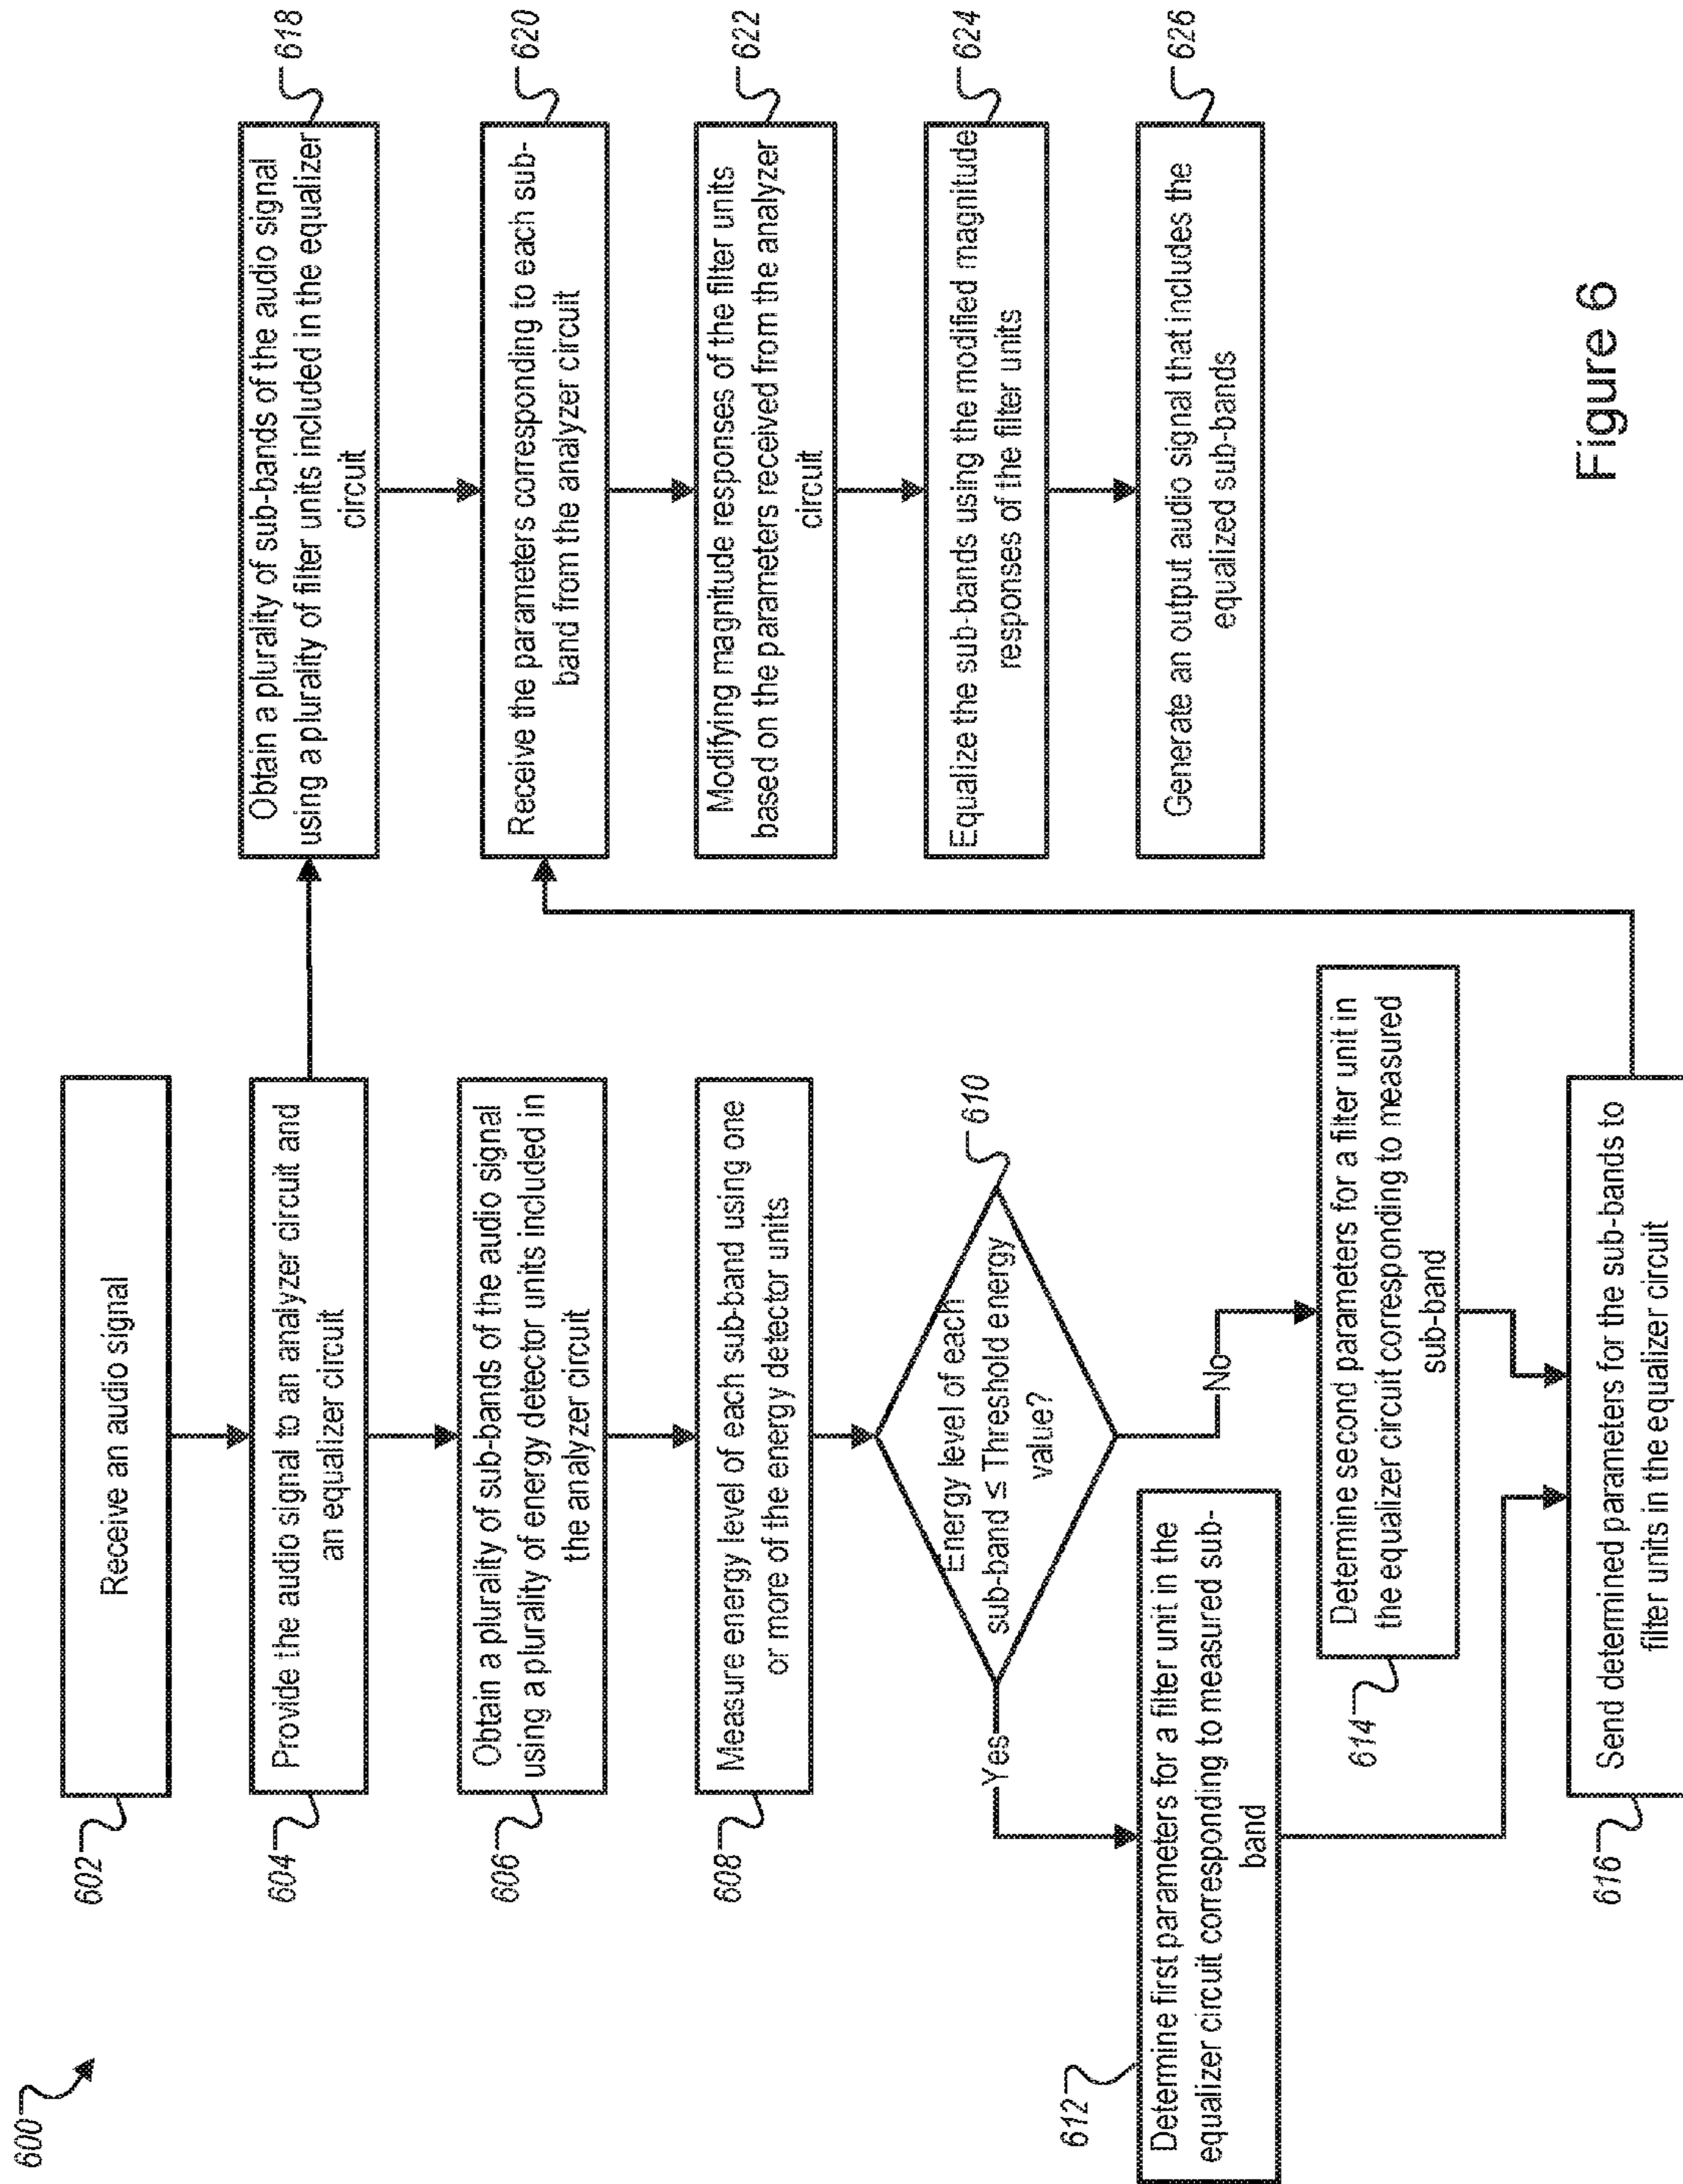 600
602
Receive an audio signal
604
Provide the audio signal to an analyzer circuit and
an equalizer circuit
606
Obtain a plurality of sub-bands of the audio signal
using a plurality of energy detector units included in
the analyzer circuit
608
Measure energy level of each sub-band using one
or more of the energy detector units
610
Energy level of each
sub-band ≤ Threshold energy
value?
Yes
No
612
Determine first parameters for a filter unit in the
equalizer circuit corresponding to measured sub-
band
614
Determine second parameters for a filter unit in
the equalizer circuit corresponding to measured
sub-band
616
Send determined parameters for the sub-bands to
filter units in the equalizer circuit
618
Obtain a plurality of sub-bands of the audio signal
using a plurality of filter units included in the equalizer
circuit
620
Receive the parameters corresponding to each sub-
band from the analyzer circuit
622
Modifying magnitude responses of the filter units
based on the parameters received from the analyzer
circuit
624
Equalize the sub-bands using the modified magnitude
responses of the filter units
626
Generate an output audio signal that includes the
equalized sub-bands
Figure 6